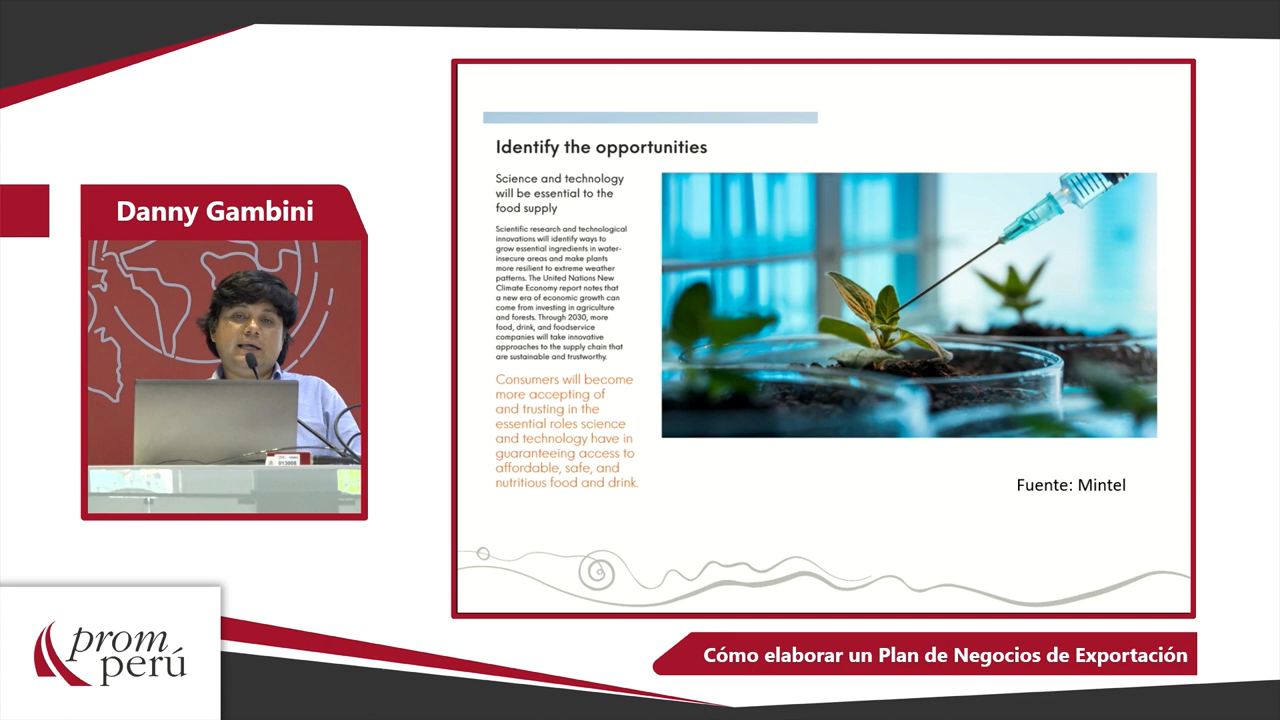 Danny Gambini
Identify the opportunities
Science and technology
will be essential to the
food supply
Scientific research and technological
innovations will identify ways to
grow essential ingredients in water-
insecure areas and make plants
more resilient to extreme weather
patterns. The United Nations New
Climate Economy report notes that
a new era of economic growth can
come from investing in agriculture
and forests. Through 2030, more
food, drink, and foodservice
companies will take innovative
approaches to the supply chain that
are sustainable and trustworthy.
Consumers will become
more accepting of
and trusting in the
essential roles science
and technology have in
guaranteeing access to
affordable, safe, and
nutritious food and drink.
Fuente: Mintel
prom
perú
Cómo elaborar un Plan de Negocios de Exportación